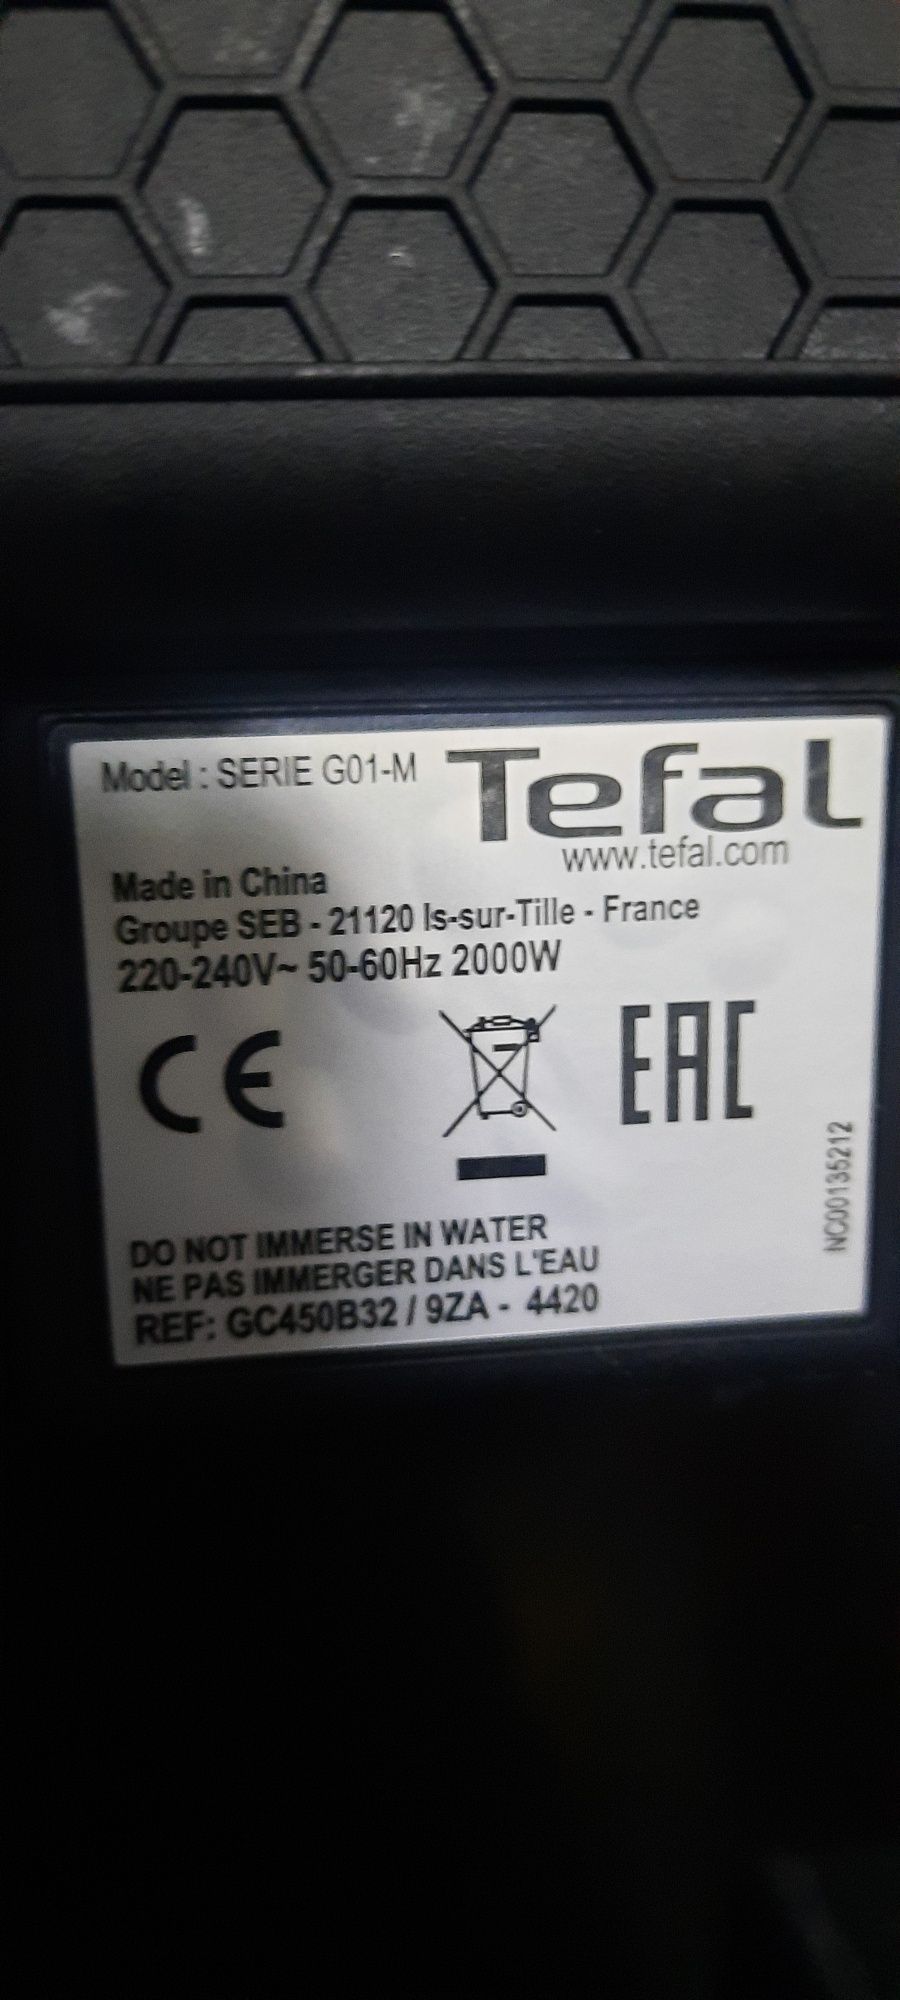 Model : SERIE G01-M
Tefal
www.tefal.com
Made in China
Groupe SEB - 21120 Is-sur-Tille - France
220-240V~ 50-60Hz 2000W
CE
EAC
NC00135212
DO NOT IMMERSE IN WATER
NE PAS IMMERGER DANS L'EAU
REF: GC450B32 / 9ZA - 4420